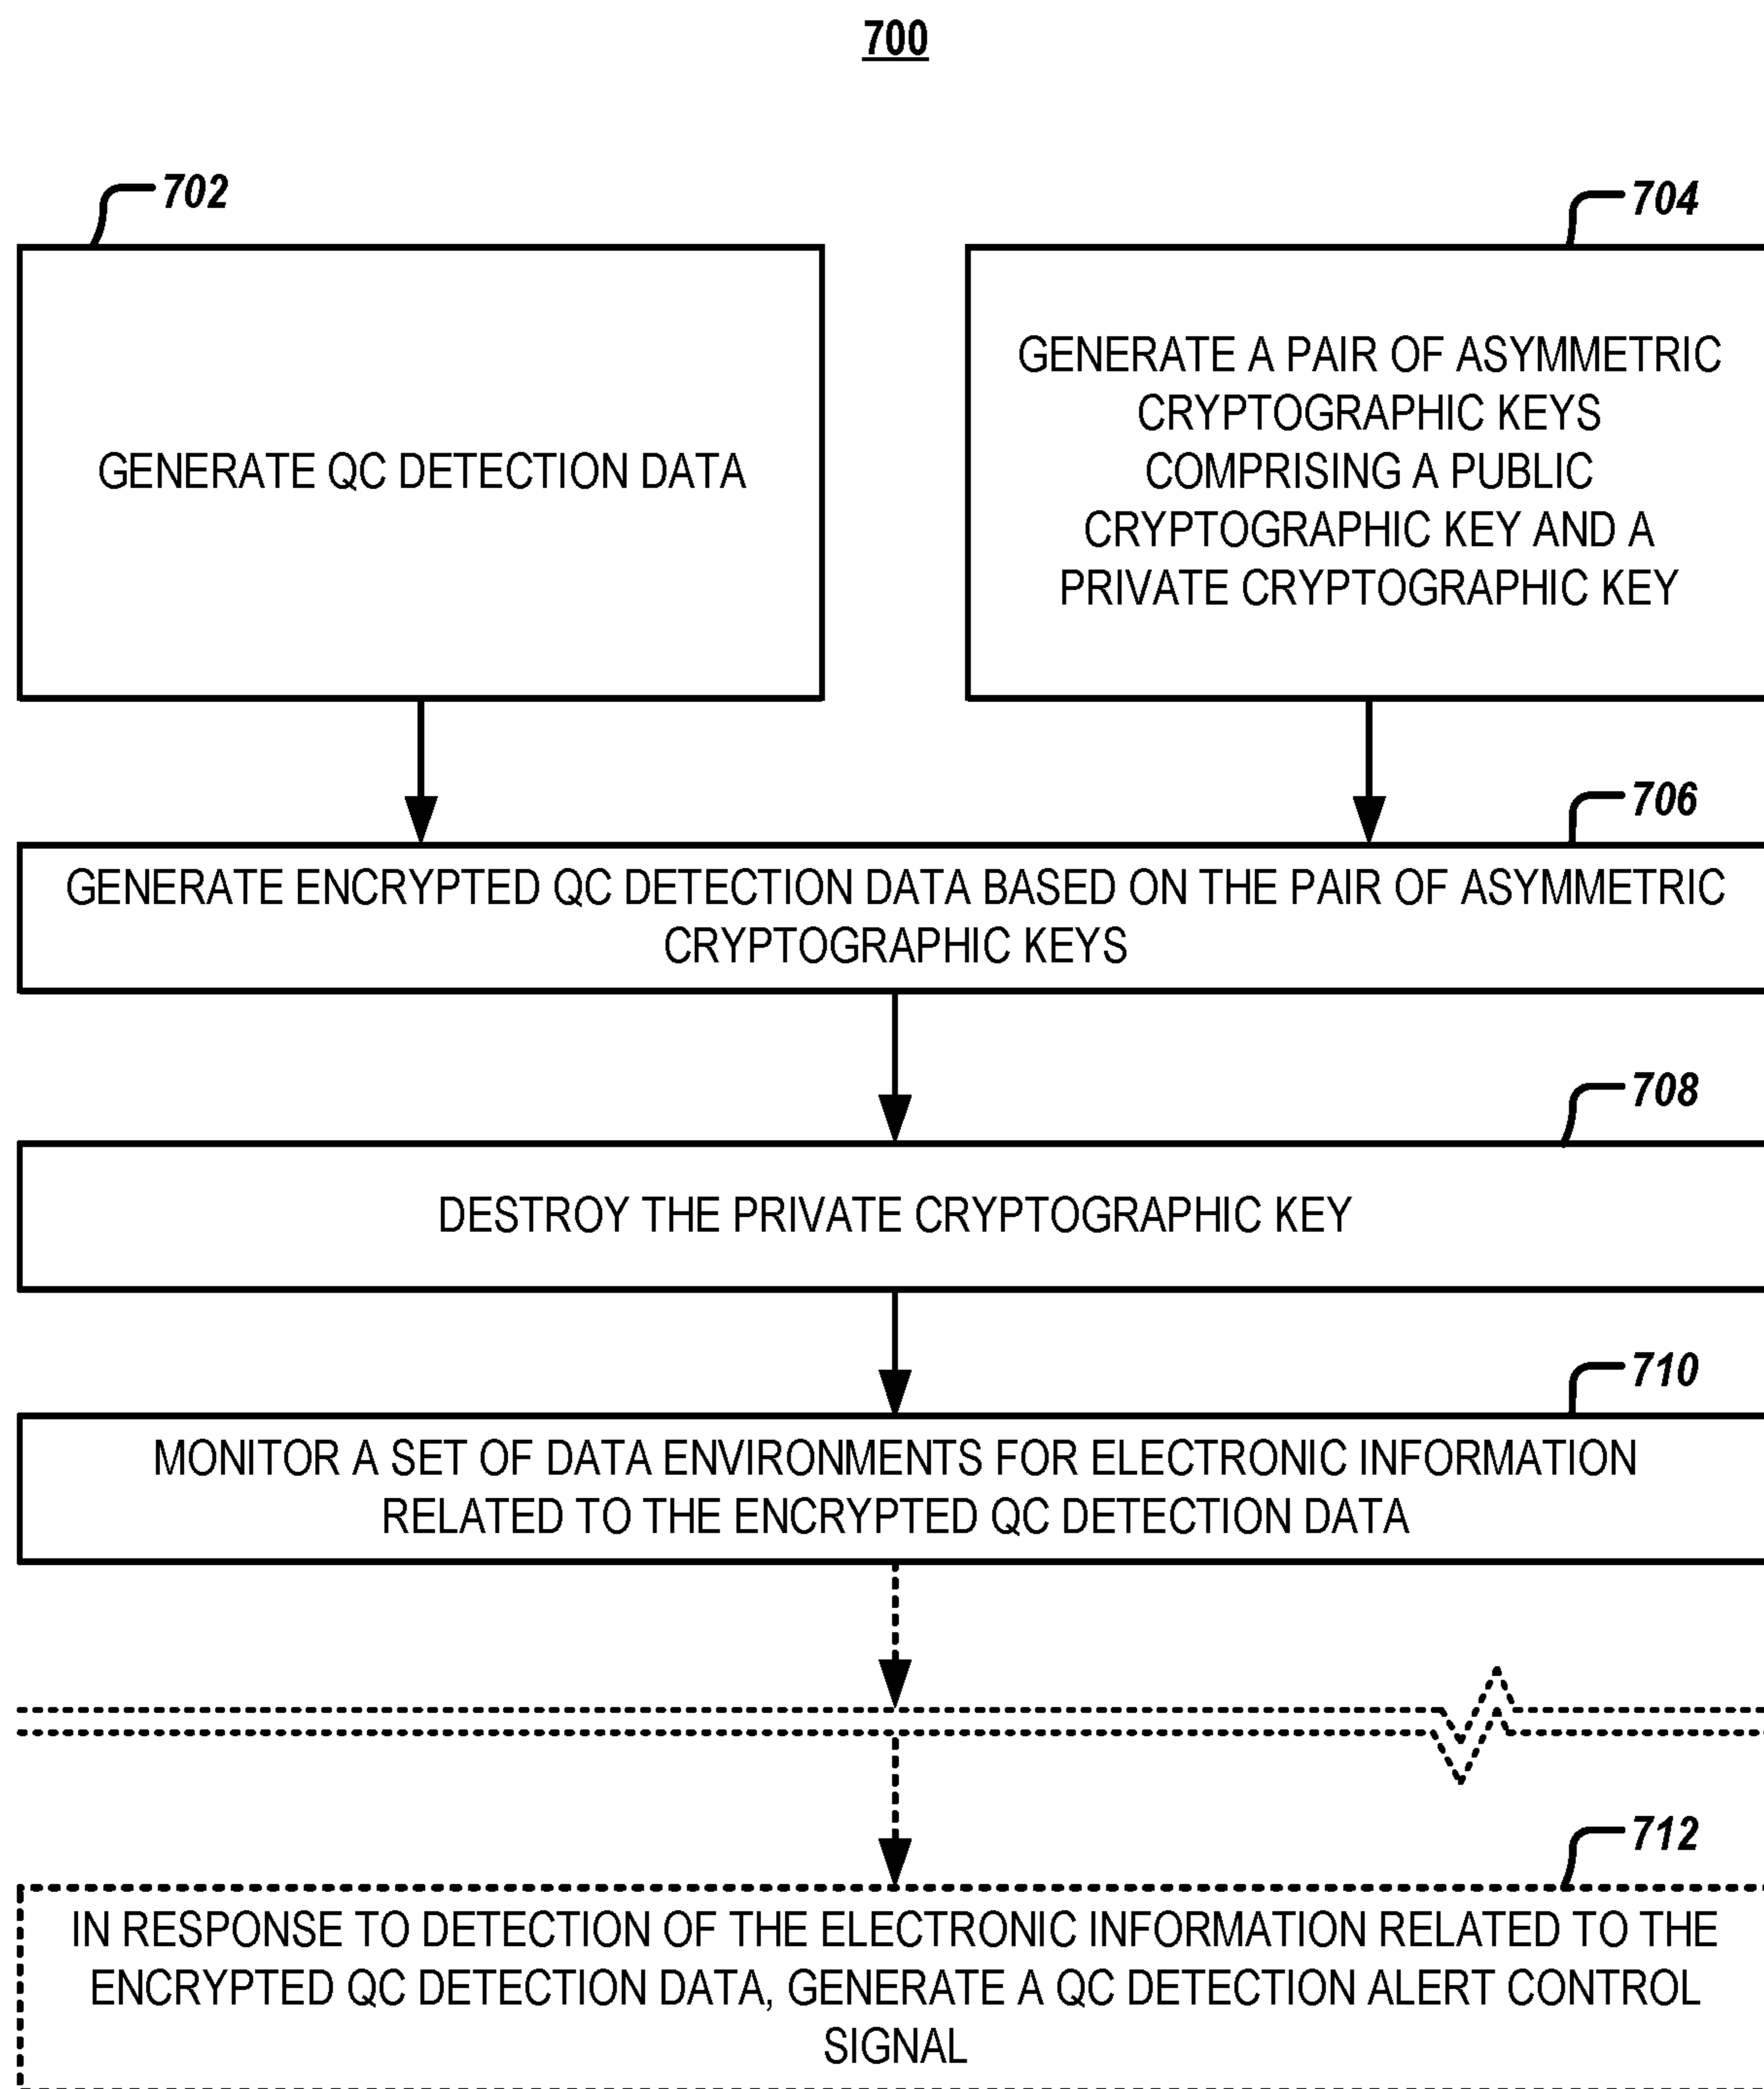 700
702
704
GENERATE QC DETECTION DATA
GENERATE A PAIR OF ASYMMETRIC
CRYPTOGRAPHIC KEYS
COMPRISING A PUBLIC
CRYPTOGRAPHIC KEY AND A
PRIVATE CRYPTOGRAPHIC KEY
706
GENERATE ENCRYPTED QC DETECTION DATA BASED ON THE PAIR OF ASYMMETRIC
CRYPTOGRAPHIC KEYS
708
DESTROY THE PRIVATE CRYPTOGRAPHIC KEY
710
MONITOR A SET OF DATA ENVIRONMENTS FOR ELECTRONIC INFORMATION
RELATED TO THE ENCRYPTED QC DETECTION DATA
712
IN RESPONSE TO DETECTION OF THE ELECTRONIC INFORMATION RELATED TO THE
ENCRYPTED QC DETECTION DATA, GENERATE A QC DETECTION ALERT CONTROL
SIGNAL